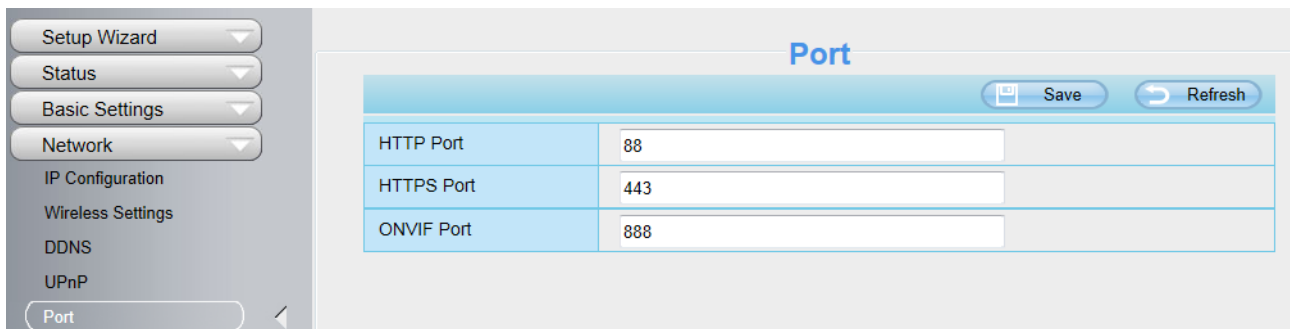 Setup Wizard
Status
Basic Settings
Network
IP Configuration
Wireless Settings
DDNS
UPnP
Port
Port
Save Refresh
HTTP Port 88
HTTPS Port 443
ONVIF Port 888